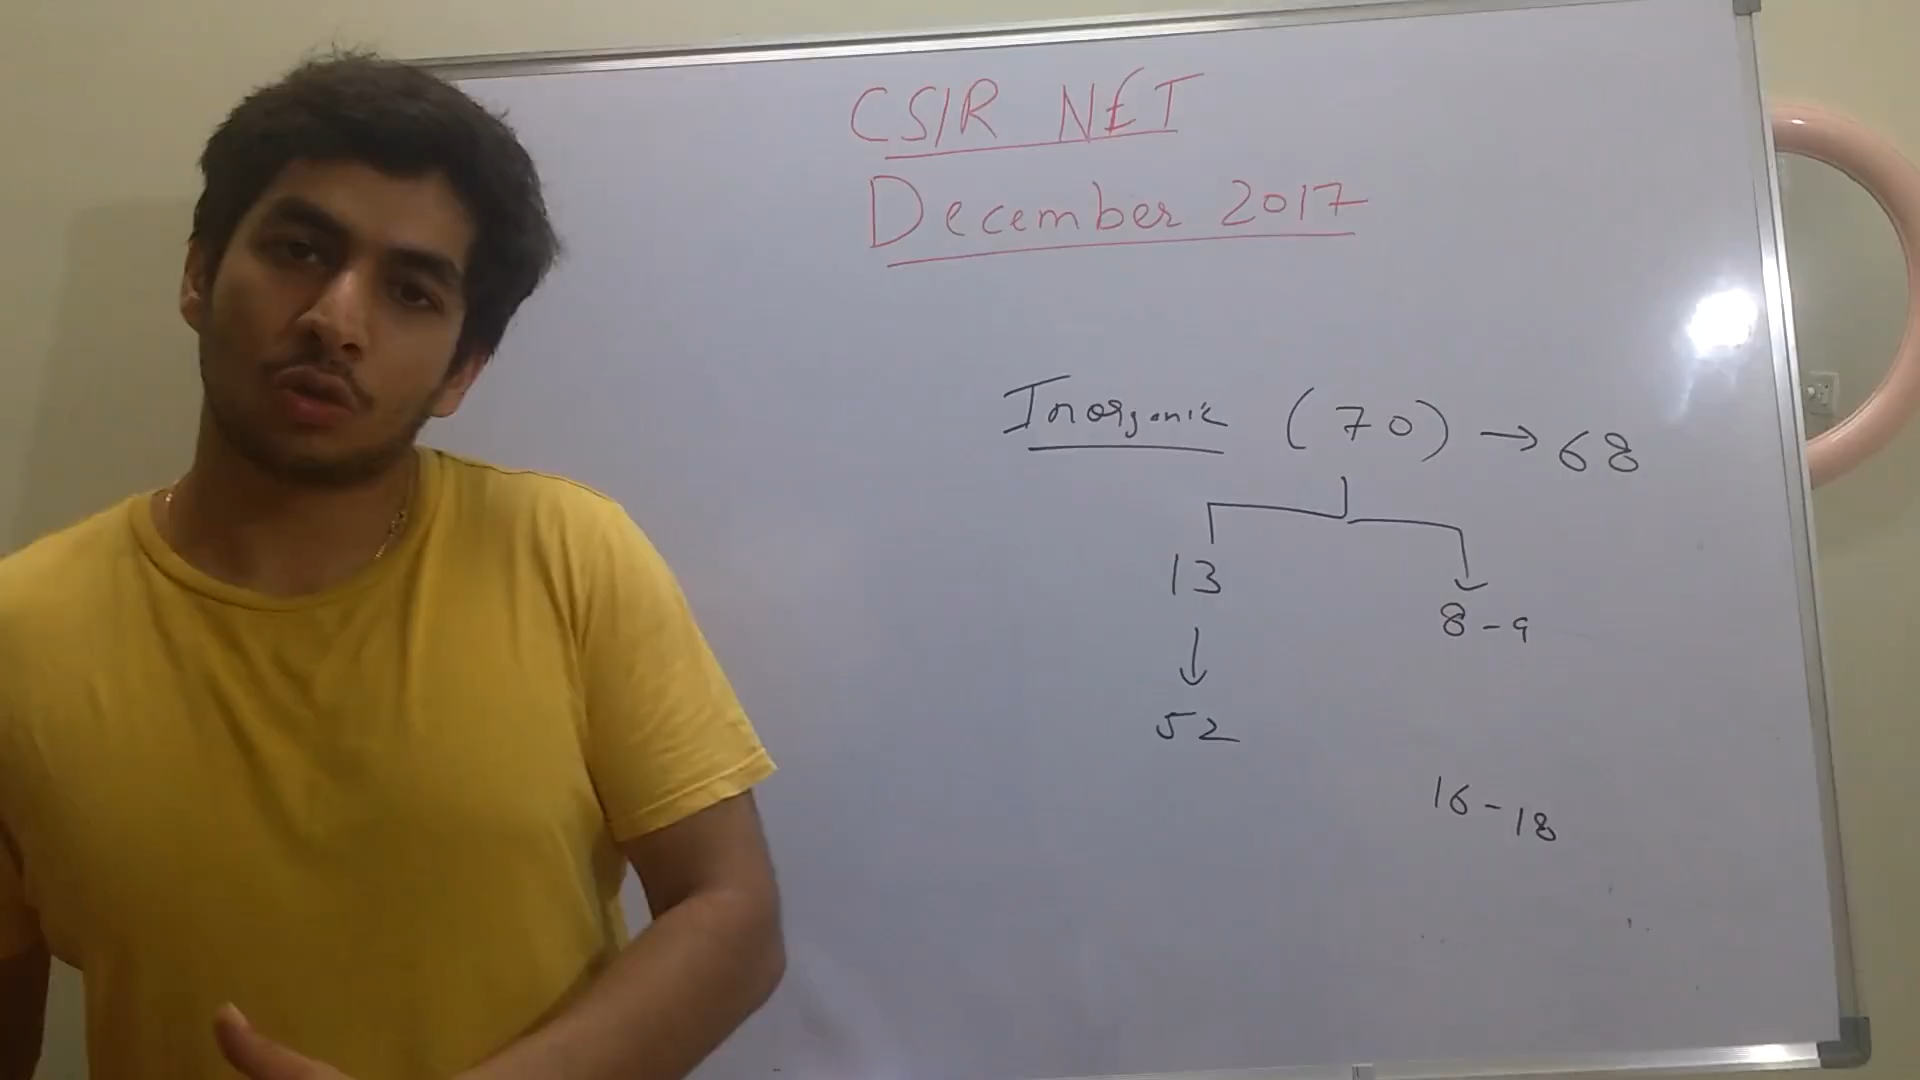 CSIR NET
December 2017
Inorganic (70) → 68
13
8-9
↓
52
16-18